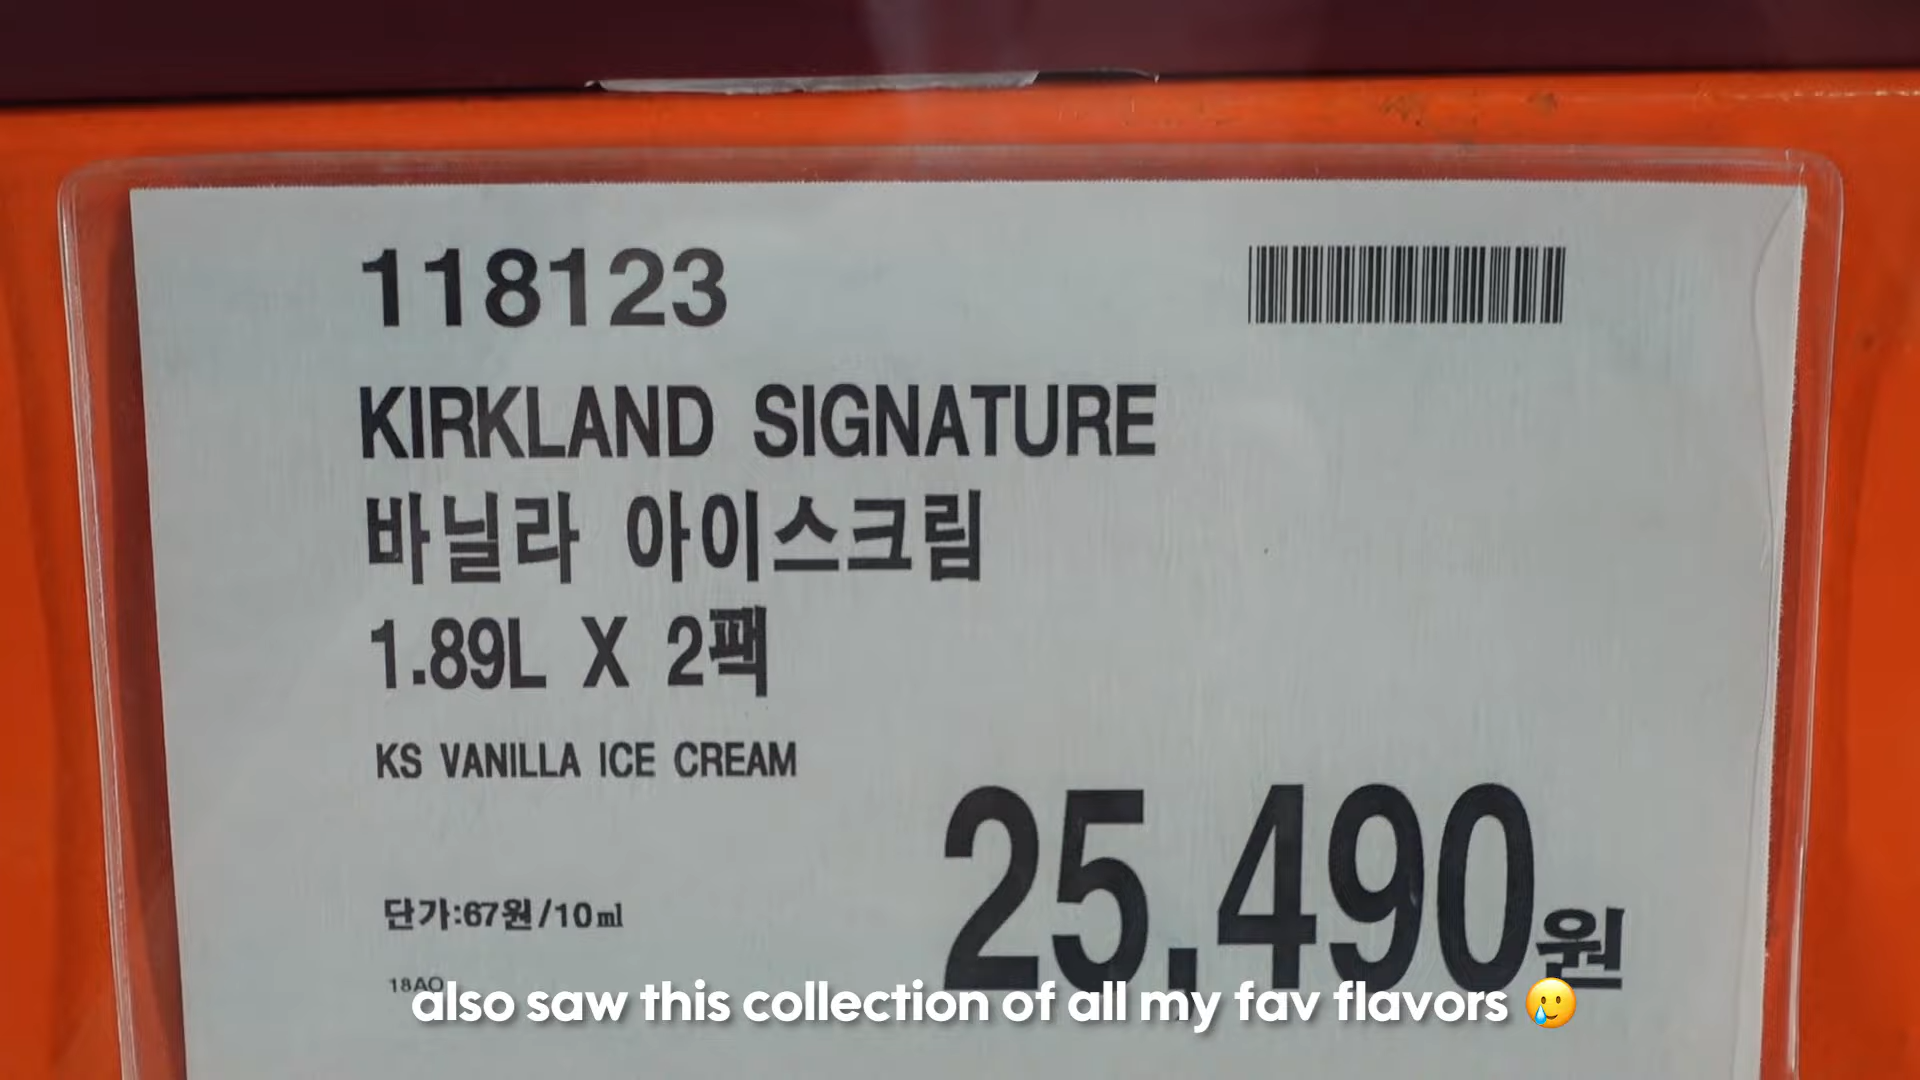 118123
KIRKLAND SIGNATURE
바닐라 아이스크림
1.89L X 2팩
KS VANILLA ICE CREAM
25,490원
단가:67원/10㎖
18AO
also saw this collection of all my fav flavors 🥲